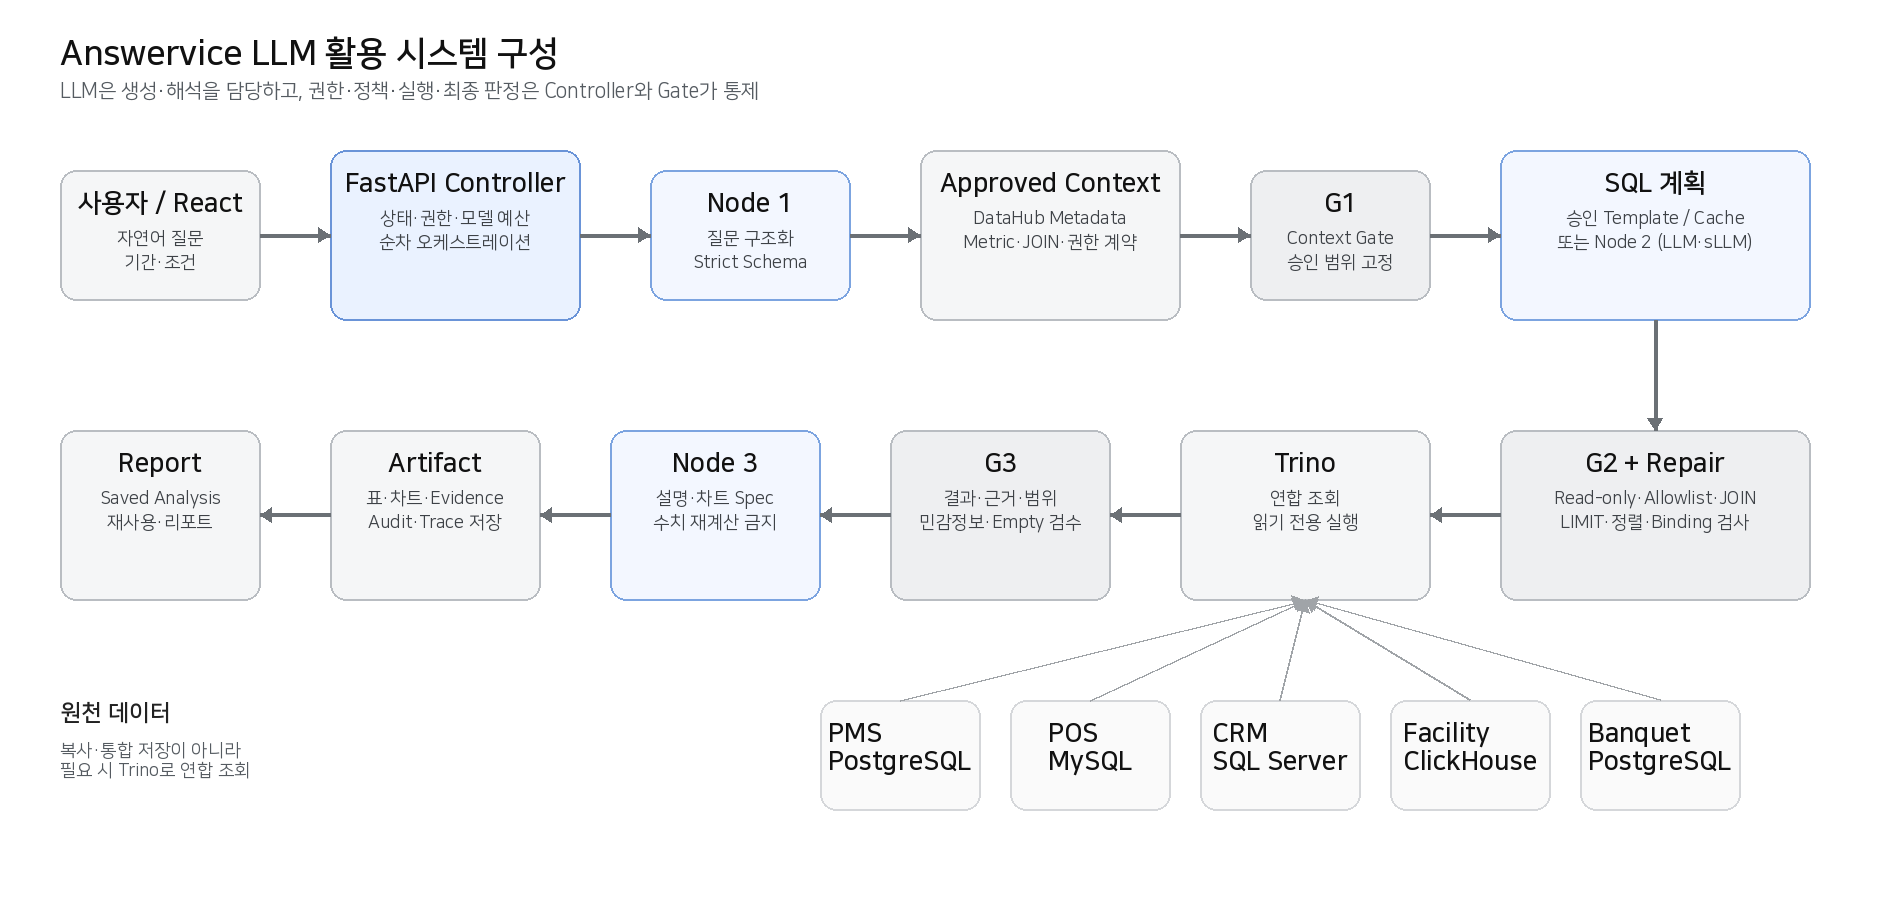 Answervice LLM 활용 시스템 구성
LLM은 생성·해석을 담당하고, 권한·정책·실행·최종 판정은 Controller와 Gate가 통제
사용자 / React
자연어 질문
기간·조건
FastAPI Controller
상태·권한·모델 예산
순차 오케스트레이션
Node 1
질문 구조화
Strict Schema
Approved Context
DataHub Metadata
Metric·JOIN·권한 계약
G1
Context Gate
승인 범위 고정
SQL 계획
승인 Template / Cache
또는 Node 2 (LLM·sLLM)
Report
Saved Analysis
재사용·리포트
Artifact
표·차트·Evidence
Audit·Trace 저장
Node 3
설명·차트 Spec
수치 재계산 금지
G3
결과·근거·범위
민감정보·Empty 검수
Trino
연합 조회
읽기 전용 실행
G2 + Repair
Read-only·Allowlist·JOIN
LIMIT·정렬·Binding 검사
원천 데이터
복사·통합 저장이 아니라
필요 시 Trino로 연합 조회
PMS
PostgreSQL
POS
MySQL
CRM
SQL Server
Facility
ClickHouse
Banquet
PostgreSQL